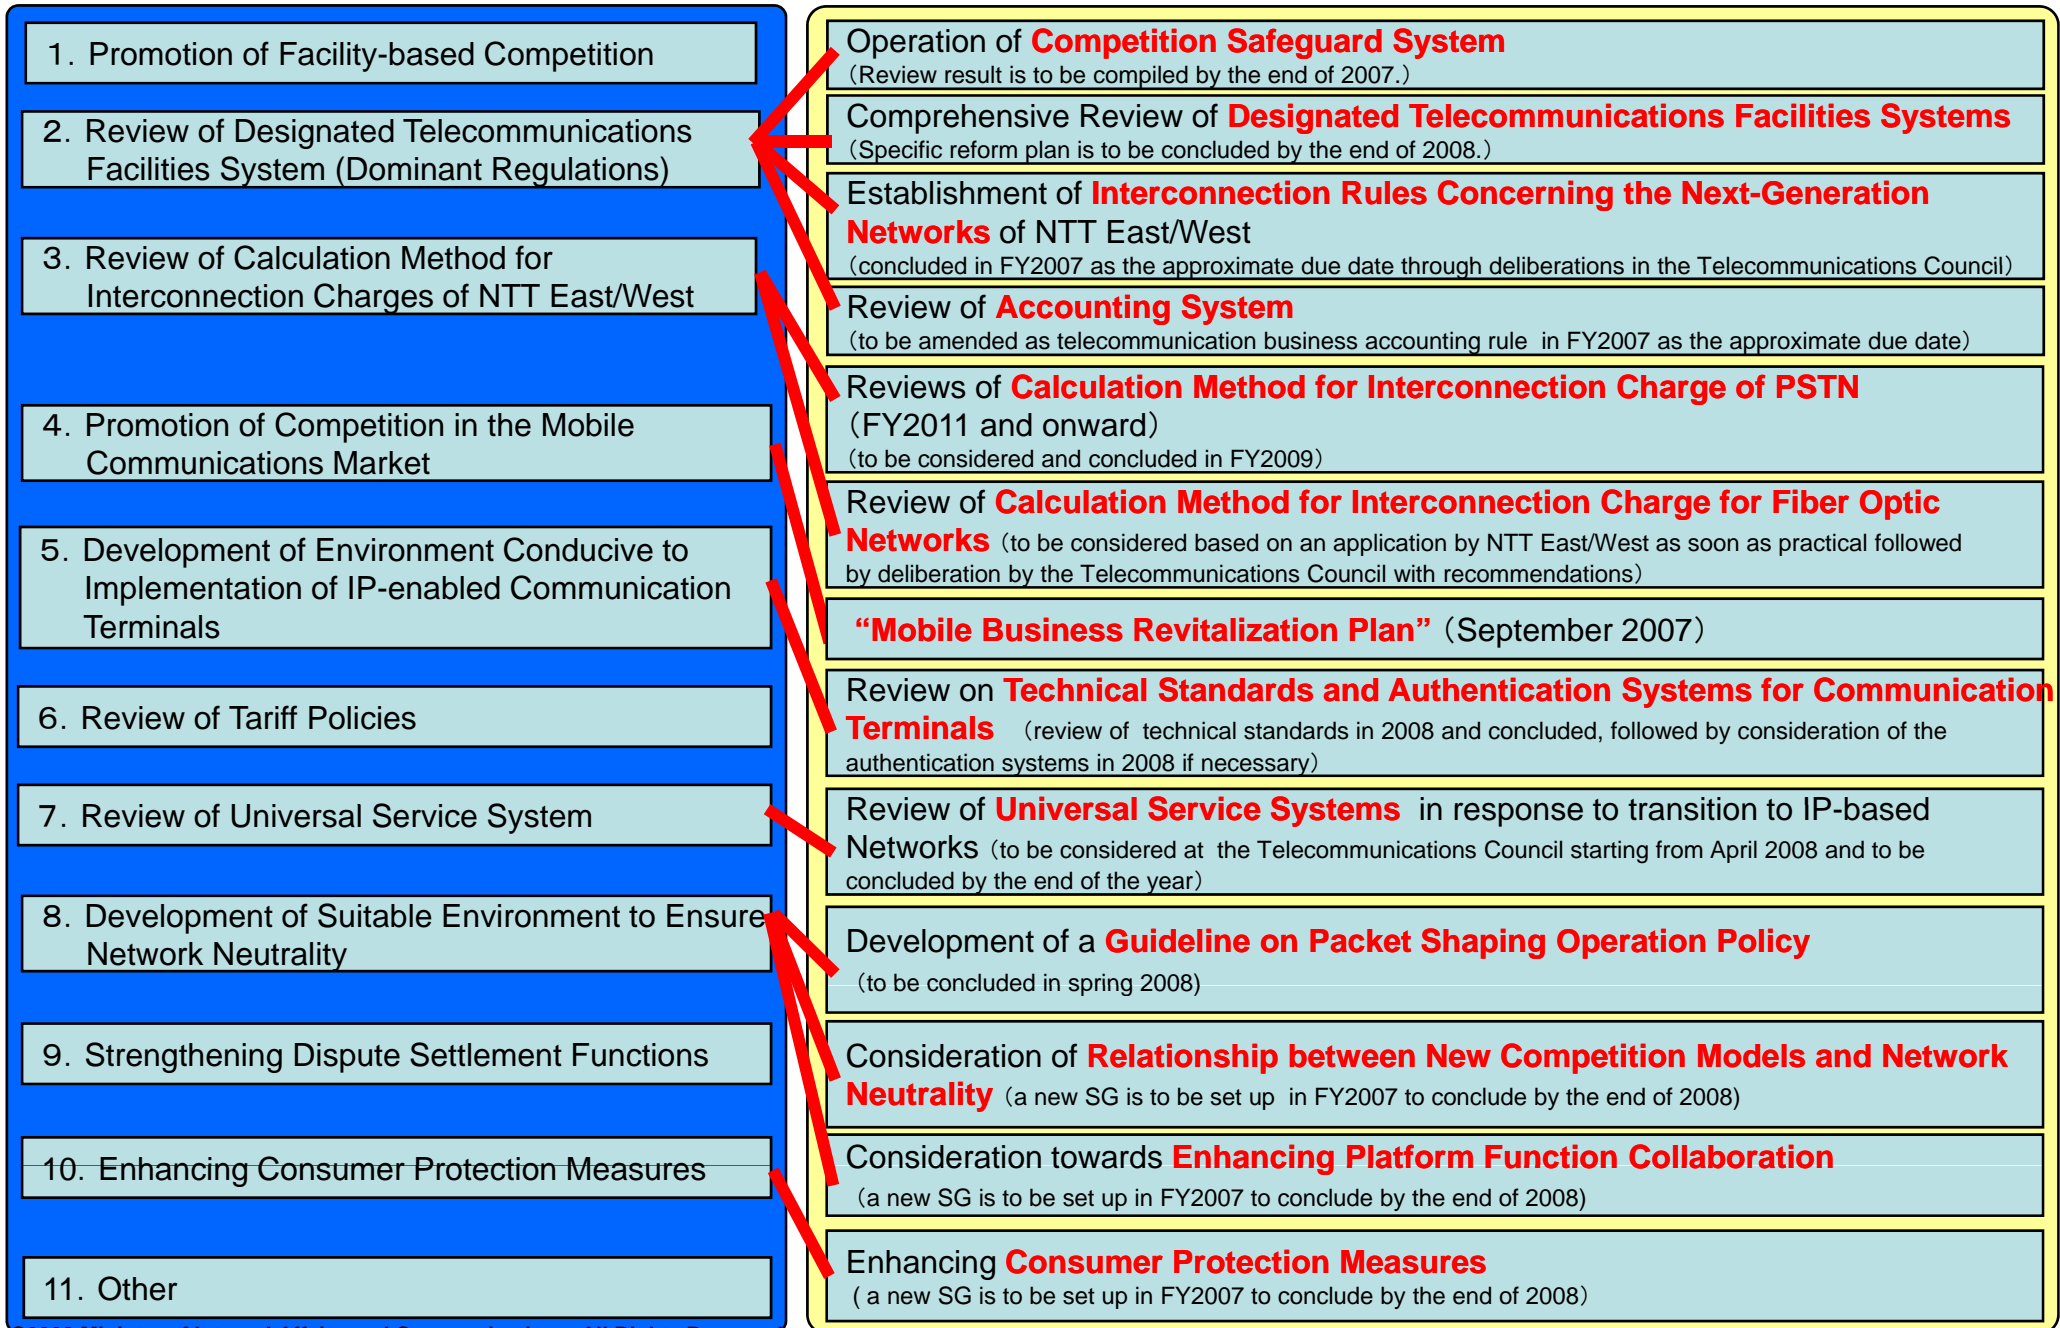 1. Promotion of Facility-based Competition
2. Review of Designated Telecommunications
Facilities System (Dominant Regulations)
3. Review of Calculation Method for
Interconnection Charges of NTT East/West
4. Promotion of Competition in the Mobile
Communications Market
5. Development of Environment Conducive to
Implementation of IP-enabled Communication
Terminals
6. Review of Tariff Policies
7. Review of Universal Service System
8. Development of Suitable Environment to Ensure
Network Neutrality
9. Strengthening Dispute Settlement Functions
10. Enhancing Consumer Protection Measures
11. Other
Operation of Competition Safeguard System
（Review result is to be compiled by the end of 2007.）
Comprehensive Review of Designated Telecommunications Facilities Systems
（Specific reform plan is to be concluded by the end of 2008.）
Establishment of Interconnection Rules Concerning the Next-Generation
Networks of NTT East/West
（concluded in FY2007 as the approximate due date through deliberations in the Telecommunications Council）
Review of Accounting System
（to be amended as telecommunication business accounting rule in FY2007 as the approximate due date）
Reviews of Calculation Method for Interconnection Charge of PSTN
（FY2011 and onward）
（to be considered and concluded in FY2009）
Review of Calculation Method for Interconnection Charge for Fiber Optic
Networks （to be considered based on an application by NTT East/West as soon as practical followed
by deliberation by the Telecommunications Council with recommendations）
“Mobile Business Revitalization Plan”（September 2007）
Review on Technical Standards and Authentication Systems for Communication
Terminals （review of technical standards in 2008 and concluded, followed by consideration of the
authentication systems in 2008 if necessary）
Review of Universal Service Systems in response to transition to IP-based
Networks （to be considered at the Telecommunications Council starting from April 2008 and to be
concluded by the end of the year）
Development of a Guideline on Packet Shaping Operation Policy
（to be concluded in spring 2008)
Consideration of Relationship between New Competition Models and Network
Neutrality （a new SG is to be set up in FY2007 to conclude by the end of 2008)
Consideration towards Enhancing Platform Function Collaboration
（a new SG is to be set up in FY2007 to conclude by the end of 2008)
Enhancing Consumer Protection Measures
( a new SG is to be set up in FY2007 to conclude by the end of 2008）